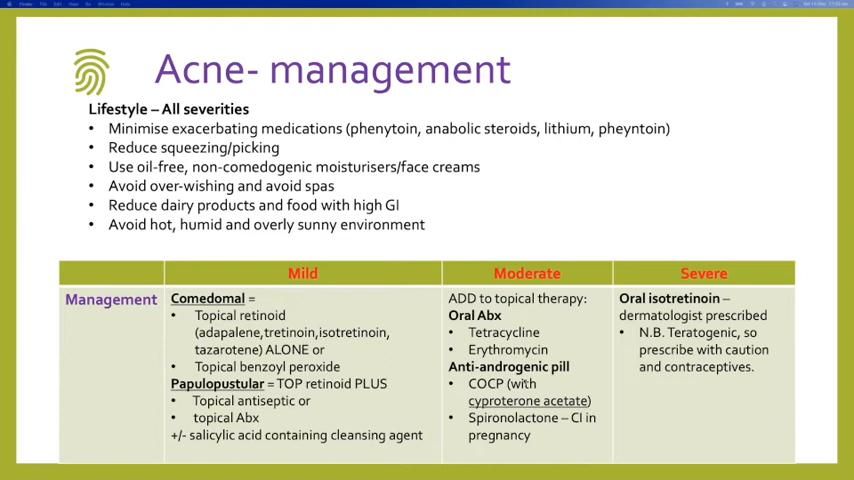 Acne- management
Lifestyle – All severities
• Minimise exacerbating medications (phenytoin, anabolic steroids, lithium, pheyntoin)
• Reduce squeezing/picking
• Use oil-free, non-comedogenic moisturisers/face creams
• Avoid over-wishing and avoid spas
• Reduce dairy products and food with high GI
• Avoid hot, humid and overly sunny environment
Mild
Moderate
Severe
Management
Comedomal =
• Topical retinoid
(adapalene,tretinoin,isotretinoin,
tazarotene) ALONE or
• Topical benzoyl peroxide
Papulopustular = TOP retinoid PLUS
• Topical antiseptic or
• topical Abx
+/- salicylic acid containing cleansing agent
ADD to topical therapy:
Oral Abx
• Tetracycline
• Erythromycin
Anti-androgenic pill
• COCP (with
cyproterone acetate)
• Spironolactone – CI in
pregnancy
Oral isotretinoin –
dermatologist prescribed
• N.B. Teratogenic, so
prescribe with caution
and contraceptives.